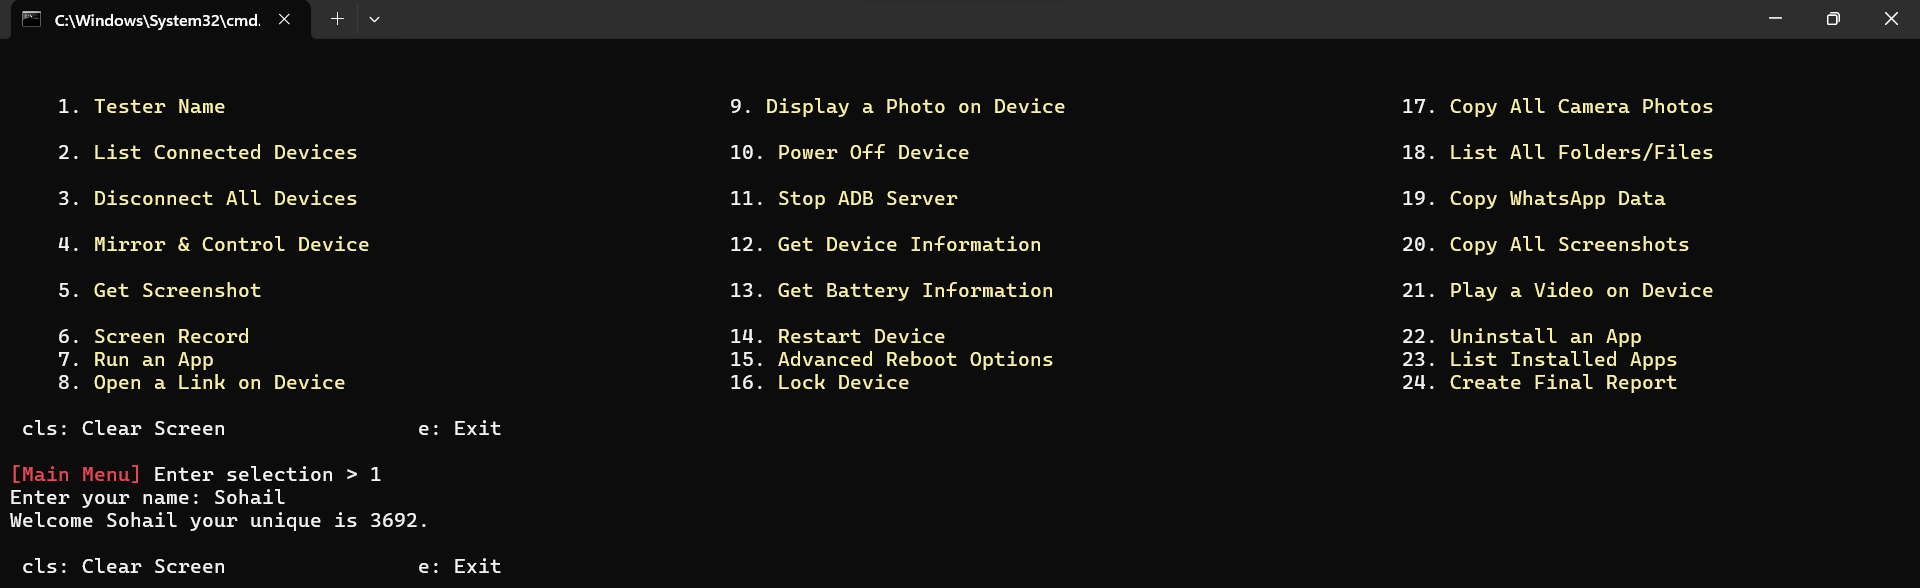 C:\Windows\System32\cmd.
1. Tester Name 9. Display a Photo on Device 17. Copy All Camera Photos
2. List Connected Devices 10. Power Off Device 18. List All Folders/Files
3. Disconnect All Devices 11. Stop ADB Server 19. Copy WhatsApp Data
4. Mirror & Control Device 12. Get Device Information 20. Copy All Screenshots
5. Get Screenshot 13. Get Battery Information 21. Play a Video on Device
6. Screen Record 14. Restart Device 22. Uninstall an App
7. Run an App 15. Advanced Reboot Options 23. List Installed Apps
8. Open a Link on Device 16. Lock Device 24. Create Final Report
cls: Clear Screen e: Exit
[Main Menu] Enter selection > 1
Enter your name: Sohail
Welcome Sohail your unique is 3692.
cls: Clear Screen e: Exit